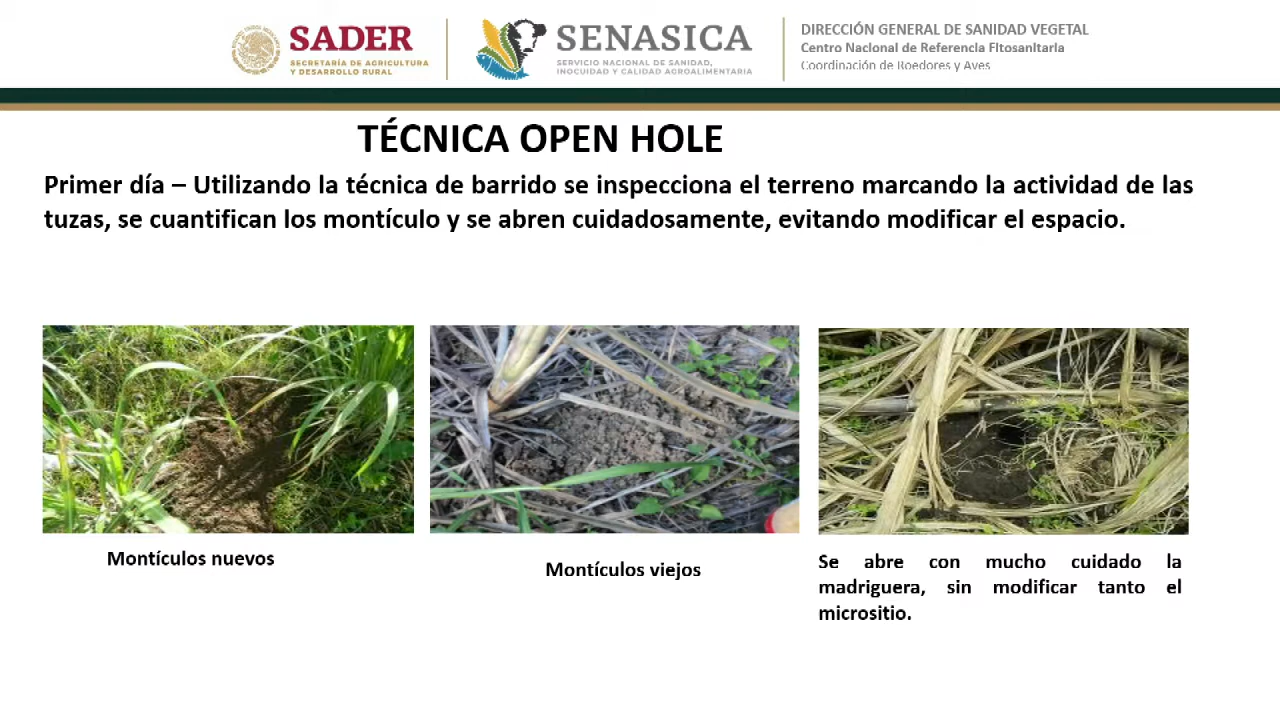 SADER
SECRETARÍA DE AGRICULTURA
Y DESARROLLO RURAL
SENASICA
SERVICIO NACIONAL DE SANIDAD,
INOCUIDAD Y CALIDAD AGROALIMENTARIA
DIRECCIÓN GENERAL DE SANIDAD VEGETAL
Centro Nacional de Referencia Fitosanitaria
Coordinación de Roedores y Aves
TÉCNICA OPEN HOLE
Primer día – Utilizando la técnica de barrido se inspecciona el terreno marcando la actividad de las
tuzas, se cuantifican los montículo y se abren cuidadosamente, evitando modificar el espacio.
Montículos nuevos
Montículos viejos
Se abre con mucho cuidado la
madriguera, sin modificar tanto el
micrositio.